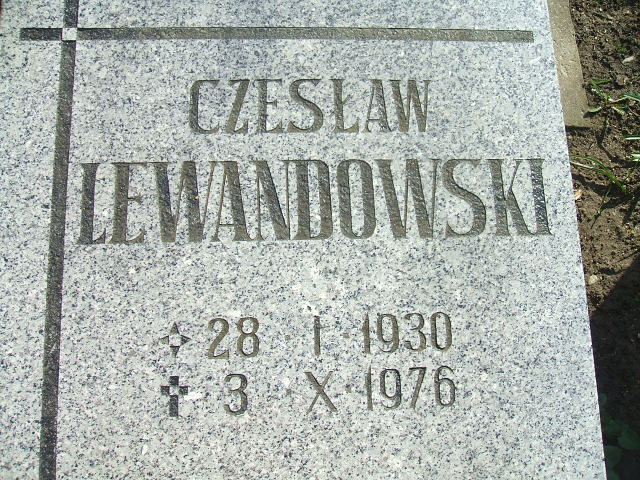 CZESŁAW
LEWANDOWSKI
28 I 1930
3 X 1976